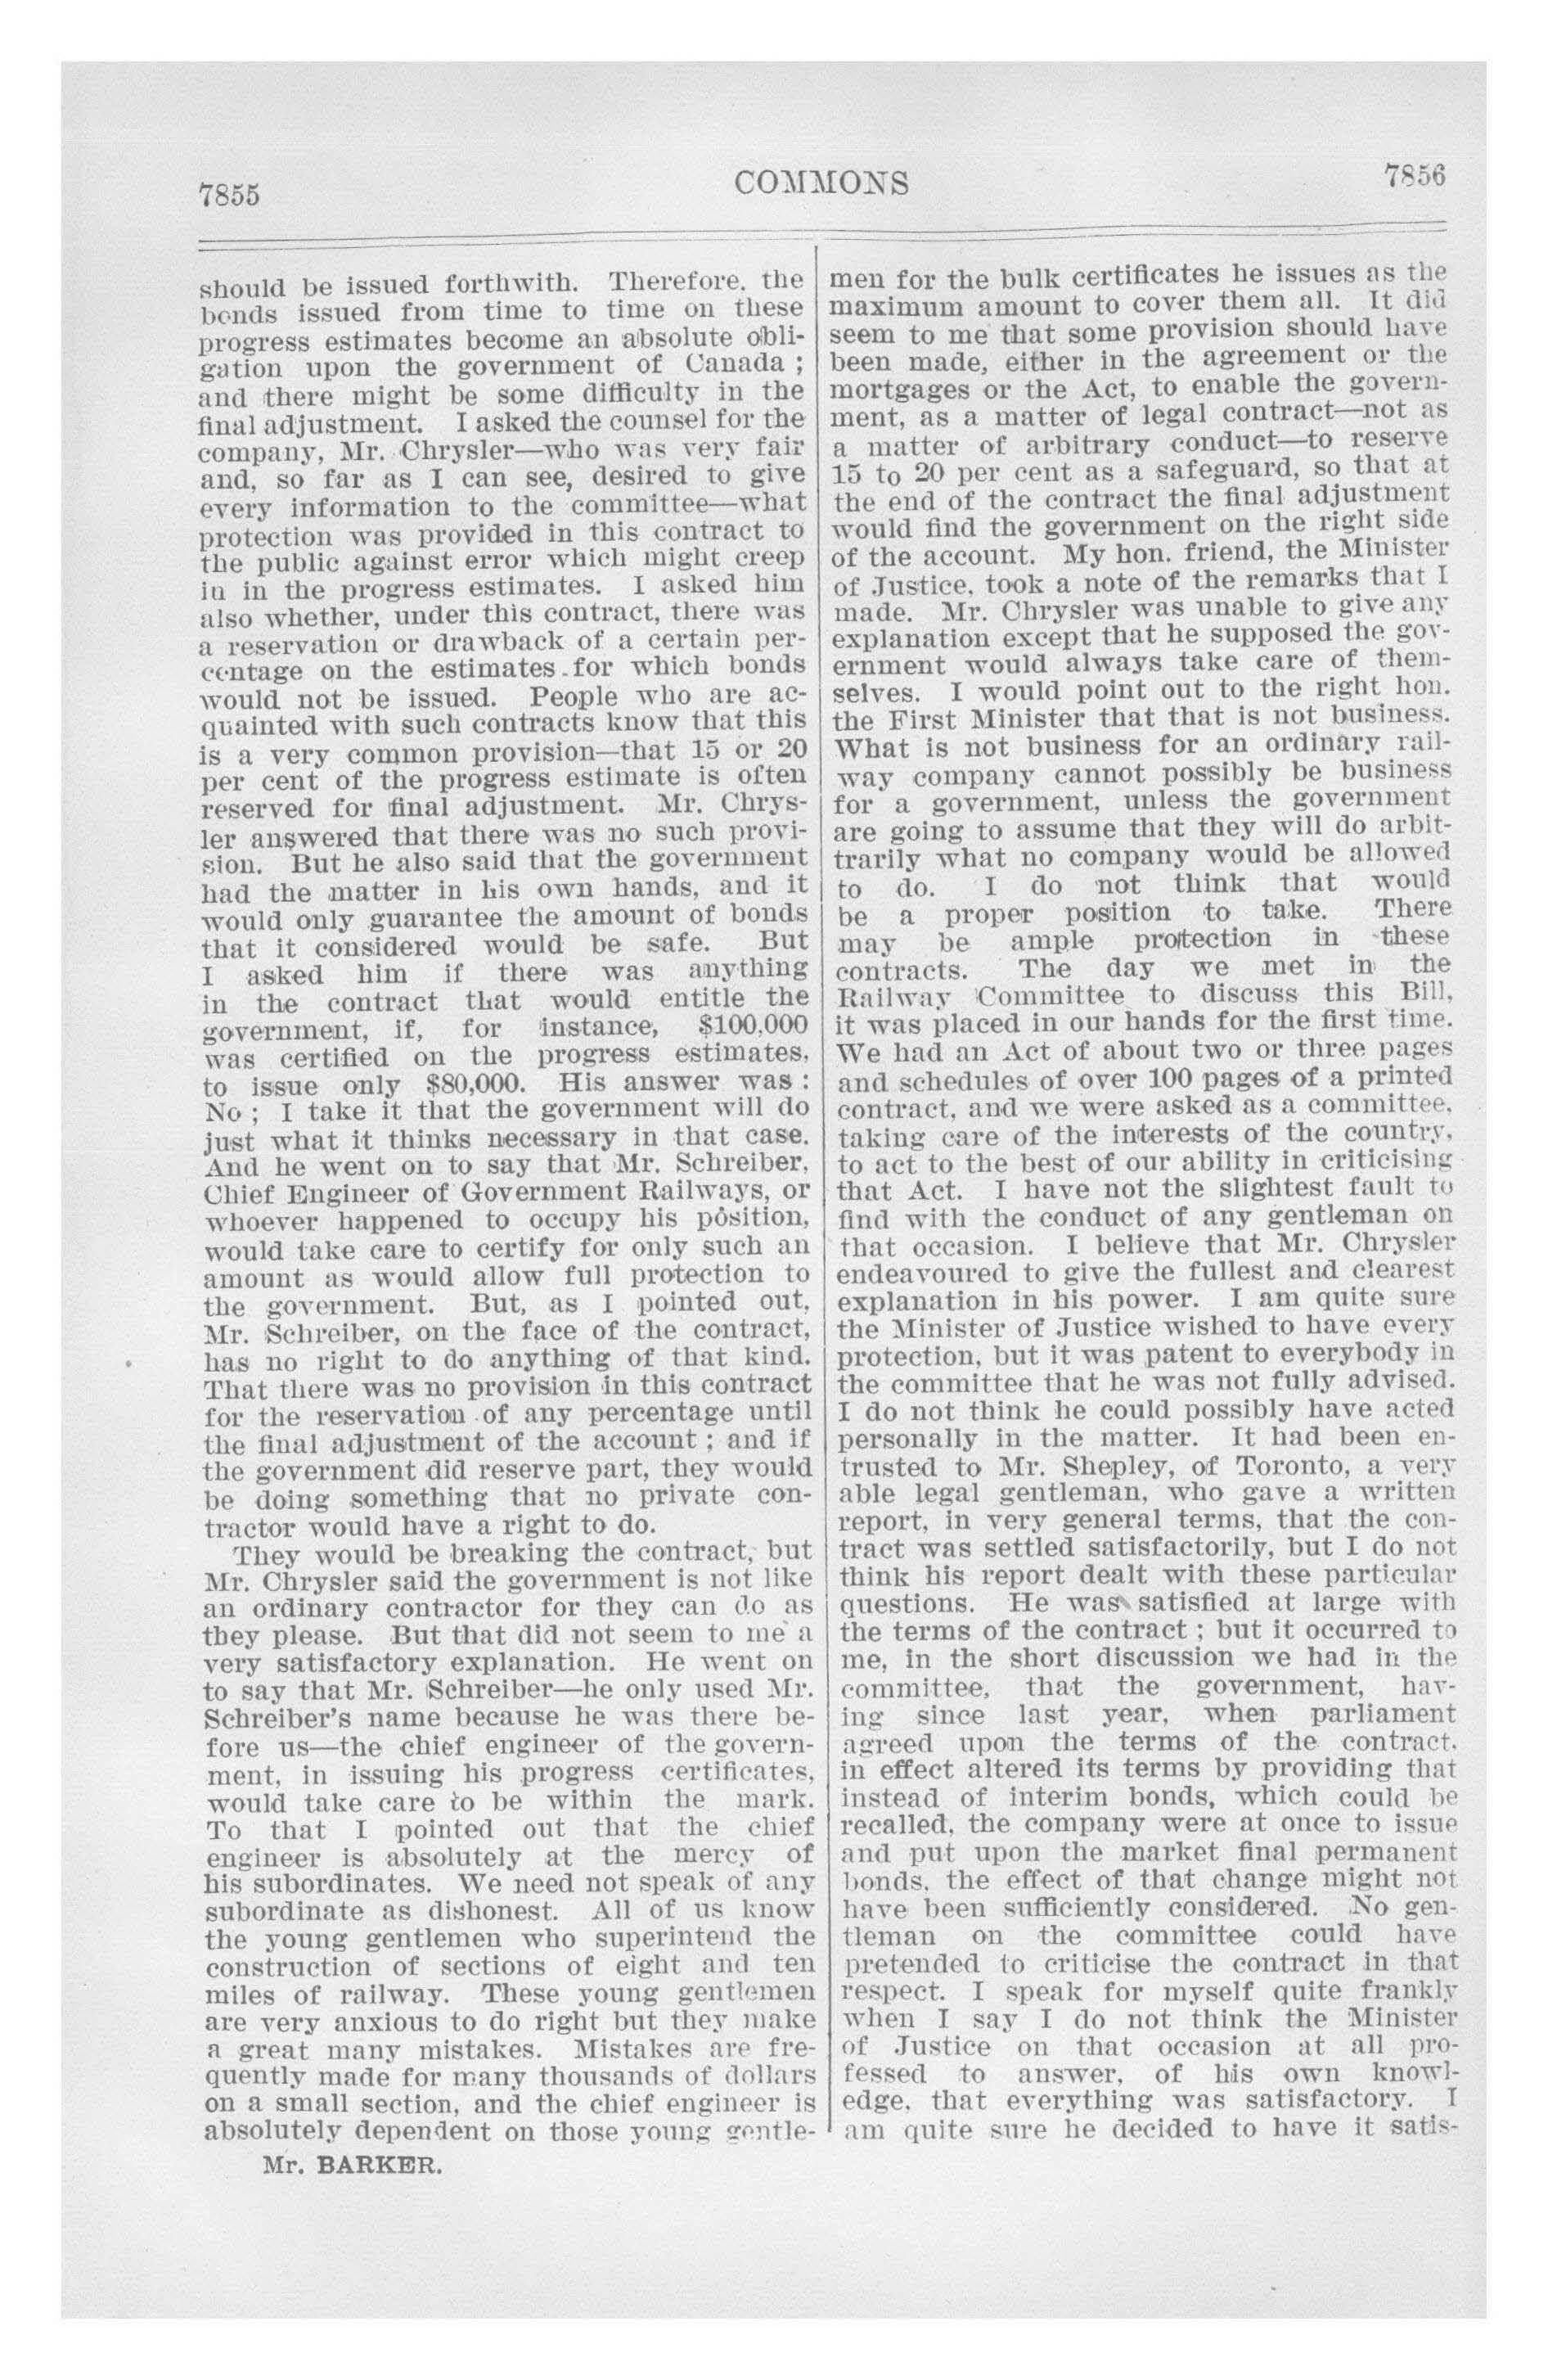 7855
COMMONS
7856
should be issued forthwith. Therefore, the
bonds issued from time to time on these
progress estimates become an absolute obli-
gation upon the government of Canada ;
and there might be some difficulty in the
final adjustment. I asked the counsel for the
company, Mr. Chrysler—who was very fair
and, so far as I can see, desired to give
every information to the committee—what
protection was provided in this contract to
the public against error which might creep
in in the progress estimates. I asked him
also whether, under this contract, there was
a reservation or drawback of a certain per-
centage on the estimates for which bonds
would not be issued. People who are ac-
quainted with such contracts know that this
is a very common provision—that 15 or 20
per cent of the progress estimate is often
reserved for final adjustment. Mr. Chrys-
ler answered that there was no such provi-
sion. But he also said that the government
had the matter in his own hands, and it
would only guarantee the amount of bonds
that it considered would be safe. But
I asked him if there was anything
in the contract that would entitle the
government, if, for instance, $100,000
was certified on the progress estimates,
to issue only $80,000. His answer was :
No ; I take it that the government will do
just what it thinks necessary in that case.
And he went on to say that Mr. Schreiber,
Chief Engineer of Government Railways, or
whoever happened to occupy his position,
would take care to certify for only such an
amount as would allow full protection to
the government. But, as I pointed out,
Mr. Schreiber, on the face of the contract,
has no right to do anything of that kind.
That there was no provision in this contract
for the reservation of any percentage until
the final adjustment of the account ; and if
the government did reserve part, they would
be doing something that no private con-
tractor would have a right to do.
They would be breaking the contract, but
Mr. Chrysler said the government is not like
an ordinary contractor for they can do as
they please. But that did not seem to me a
very satisfactory explanation. He went on
to say that Mr. Schreiber—he only used Mr.
Schreiber's name because he was there be-
fore us—the chief engineer of the govern-
ment, in issuing his progress certificates,
would take care to be within the mark.
To that I pointed out that the chief
engineer is absolutely at the mercy of
his subordinates. We need not speak of any
subordinate as dishonest. All of us know
the young gentlemen who superintend the
construction of sections of eight and ten
miles of railway. These young gentlemen
are very anxious to do right but they make
a great many mistakes. Mistakes are fre-
quently made for many thousands of dollars
on a small section, and the chief engineer is
absolutely dependent on those young gentle-
Mr. BARKER.
men for the bulk certificates he issues as the
maximum amount to cover them all. It did
seem to me that some provision should have
been made, either in the agreement or the
mortgages or the Act, to enable the govern-
ment, as a matter of legal contract—not as
a matter of arbitrary conduct—to reserve
15 to 20 per cent as a safeguard, so that at
the end of the contract the final adjustment
would find the government on the right side
of the account. My hon. friend, the Minister
of Justice, took a note of the remarks that I
made. Mr. Chrysler was unable to give any
explanation except that he supposed the gov-
ernment would always take care of them-
selves. I would point out to the right hon.
the First Minister that that is not business.
What is not business for an ordinary rail-
way company cannot possibly be business
for a government, unless the government
are going to assume that they will do arbit-
trarily what no company would be allowed
to do. I do not think that would
be a proper position to take. There
may be ample protection in these
contracts. The day we met in the
Railway Committee to discuss this Bill,
it was placed in our hands for the first time.
We had an Act of about two or three pages
and schedules of over 100 pages of a printed
contract, and we were asked as a committee,
taking care of the interests of the country,
to act to the best of our ability in criticising
that Act. I have not the slightest fault to
find with the conduct of any gentleman on
that occasion. I believe that Mr. Chrysler
endeavoured to give the fullest and clearest
explanation in his power. I am quite sure
the Minister of Justice wished to have every
protection, but it was patent to everybody in
the committee that he was not fully advised.
I do not think he could possibly have acted
personally in the matter. It had been en-
trusted to Mr. Shepley, of Toronto, a very
able legal gentleman, who gave a written
report, in very general terms, that the con-
tract was settled satisfactorily, but I do not
think his report dealt with these particular
questions. He was satisfied at large with
the terms of the contract ; but it occurred to
me, in the short discussion we had in the
committee, that the government, hav-
ing since last year, when parliament
agreed upon the terms of the contract,
in effect altered its terms by providing that
instead of interim bonds, which could be
recalled, the company were at once to issue
and put upon the market final permanent
bonds, the effect of that change might not
have been sufficiently considered. No gen-
tleman on the committee could have
pretended to criticise the contract in that
respect. I speak for myself quite frankly
when I say I do not think the Minister
of Justice on that occasion at all pro-
fessed to answer, of his own knowl-
edge, that everything was satisfactory. I
am quite sure he decided to have it satis-